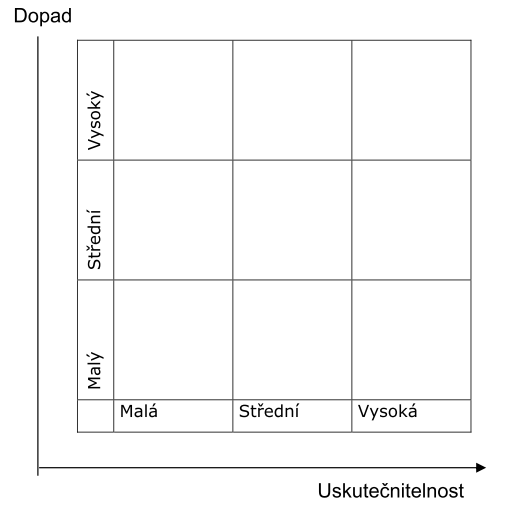 Dopad
Vysoký
Střední
Malý
Malá Střední Vysoká
Uskutečnitelnost